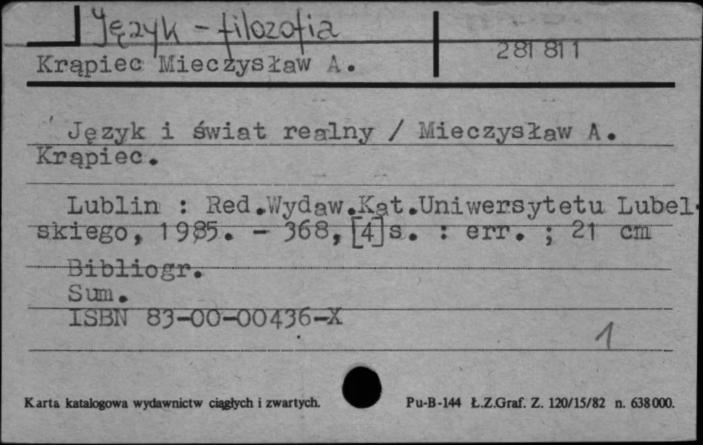 Język - filozofia
281 811
Krąpiec Mieczysław A.
Język i świat realny / Mieczysław A.
Krąpiec.
Lublin : Red.Wydaw.Kat.Uniwersytetu Lubel-
skiego, 1985. - 368, [4]s. : err. ; 21 cm
Bibliogr.
Sum.
ISBN 83-00-00436-X
1
Karta katalogowa wydawnictw ciągłych i zwartych.
Pu-B-144 Ł.Z.Graf. Z. 120/15/82 n. 638000.